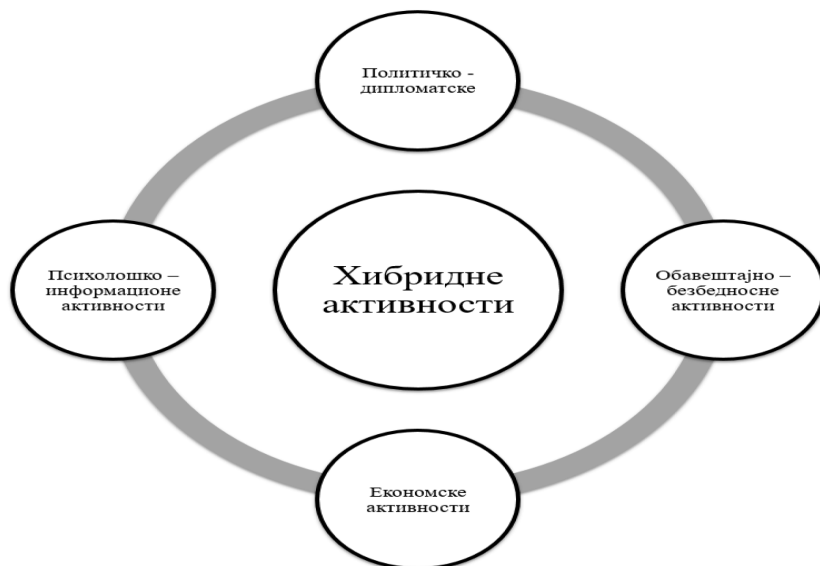 Политичко -
дипломатске
Психолошко –
информационе
активности
Хибридне
активности
Обавештајно –
безбедносне
активности
Економске
активности